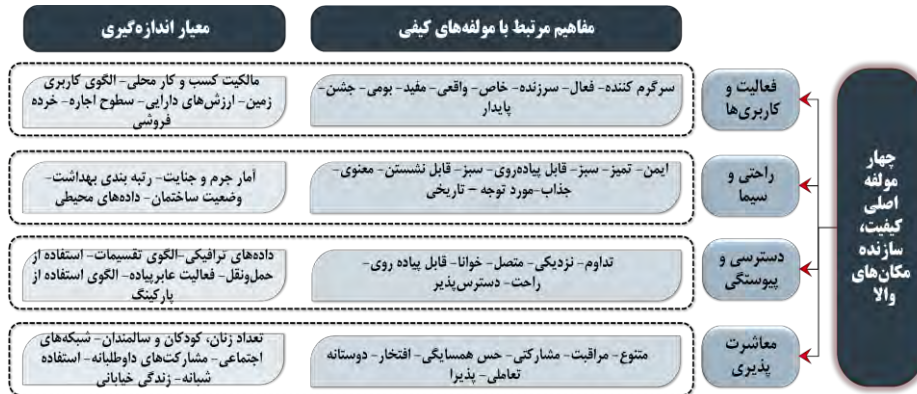 مفاهیم مرتبط با مولفه‌های کیفی
معیار اندازه‌گیری
چهار
مولفه
اصلی
کیفیت،
سازنده
مکان‌های
والا
فعالیت و
کاربری‌ها
سرگرم کننده- فعال- سرزنده- خاص- واقعی- مفید- بومی- جشن-
پایدار
مالکیت کسب و کار محلی- الگوی کاربری
زمین- ارزش‌های دارایی- سطوح اجاره- خرده
فروشی
راحتی و
سیما
ایمن- تمیز- سبز- قابل پیاده‌روی- سبز- قابل نشستن- معنوی-
جذاب-مورد توجه – تاریخی
آمار جرم و جنایت- رتبه بندی بهداشت-
وضعیت ساختمان- داده‌های محیطی
دسترسی و
پیوستگی
تداوم- نزدیکی- متصل- خوانا- قابل پیاده روی-
راحت- دسترس‌پذیر
داده‌های ترافیکی-الگوی تقسیمات- استفاده از
حمل‌ونقل- فعالیت عابرپیاده- الگوی استفاده از
پارکینگ
معاشرت
پذیری
متنوع- مراقبت- مشارکتی- حس همسایگی- افتخار- دوستانه
تعاملی- پذیرا
تعداد زنان، کودکان و سالمندان- شبکه‌های
اجتماعی- مشارکت‌های داوطلبانه- استفاده
شبانه- زندگی خیابانی